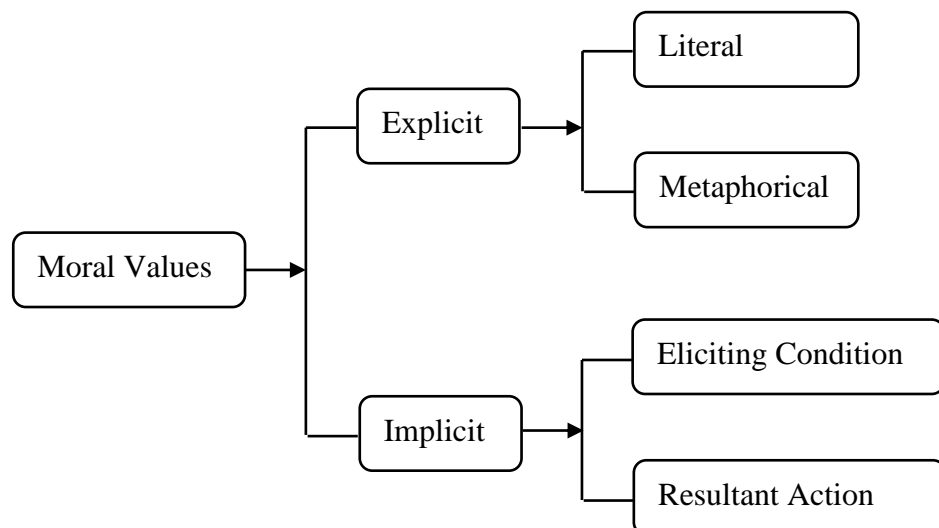 Literal
Explicit
Metaphorical
Moral Values
Eliciting Condition
Implicit
Resultant Action